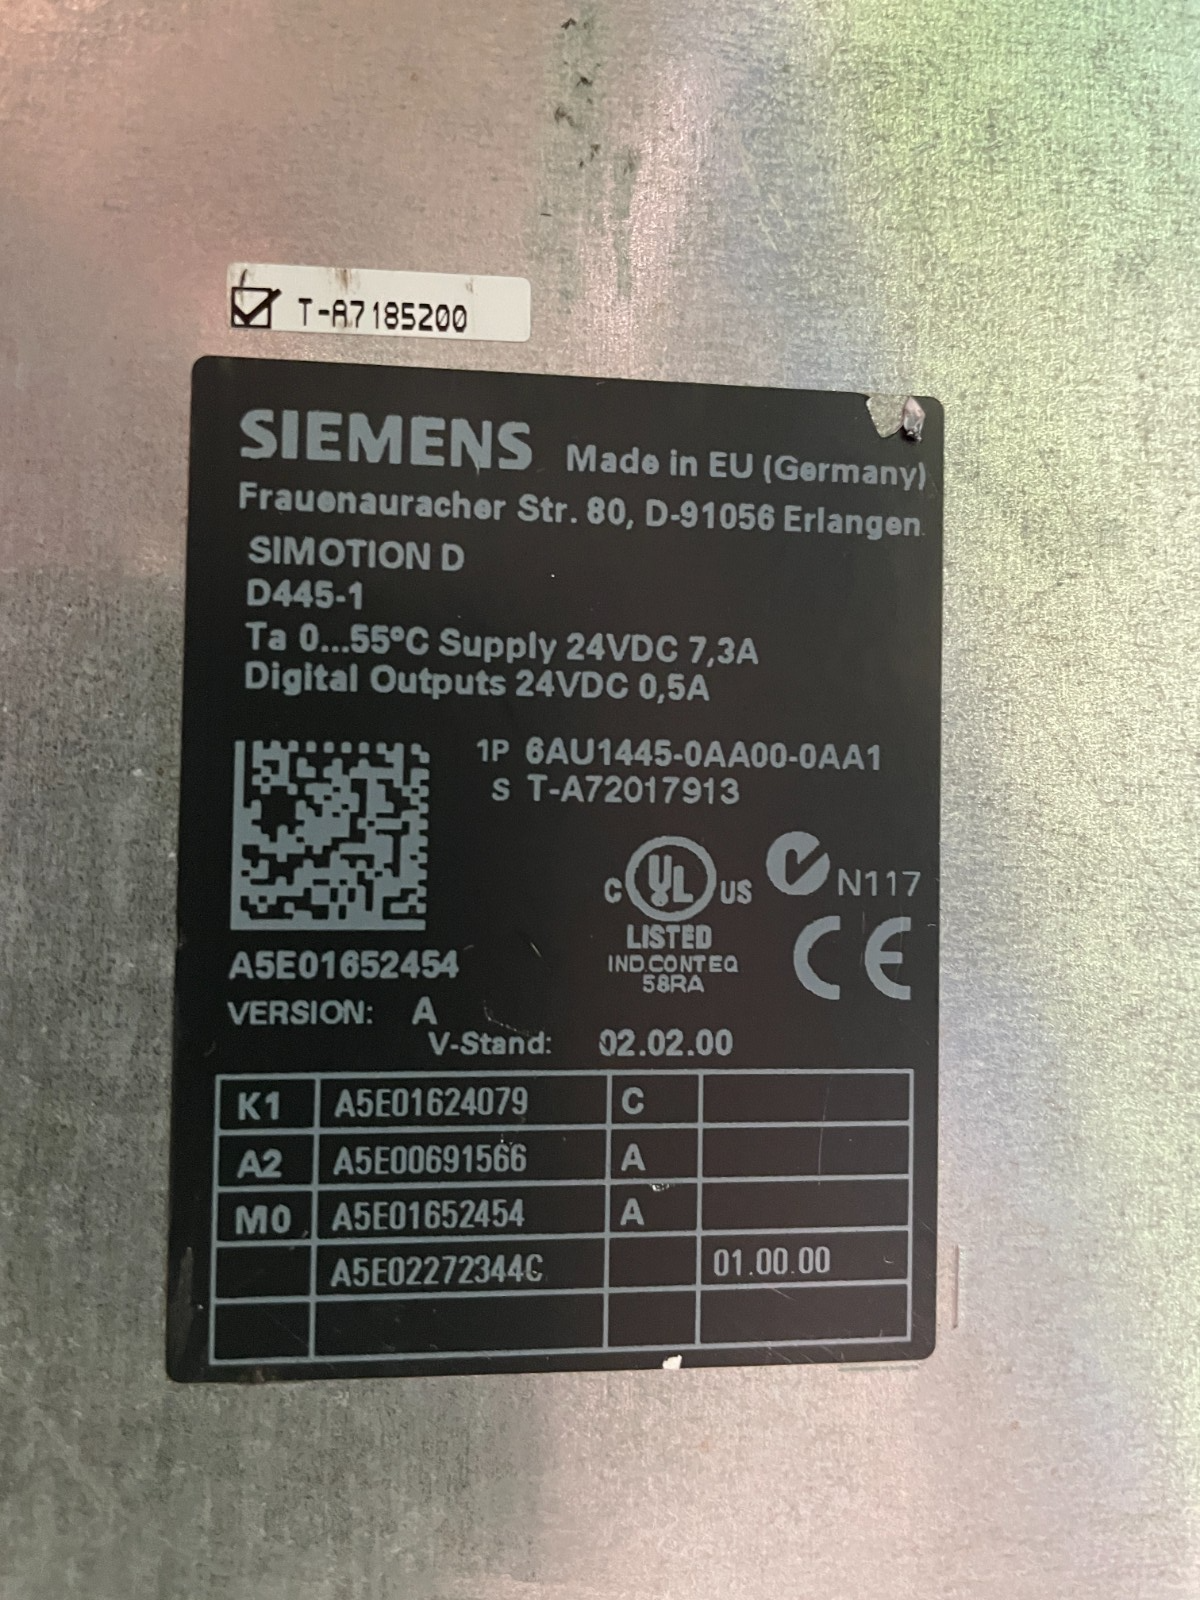 T-A7185200
SIEMENS Made in EU (Germany)
Frauenauracher Str. 80, D-91056 Erlangen
SIMOTION D
D445-1
Ta 0...55°C Supply 24VDC 7,3A
Digital Outputs 24VDC 0,5A
1P 6AU1445-0AA00-0AA1
S T-A72017913
C UL US
LISTED
IND.CONT.EQ
58RA
N117
CE
A5E01652454
VERSION: A
V-Stand: 02.02.00
K1 A5E01624079 C
A2 A5E00691566 A
M0 A5E01652454 A
A5E02272344C 01.00.00